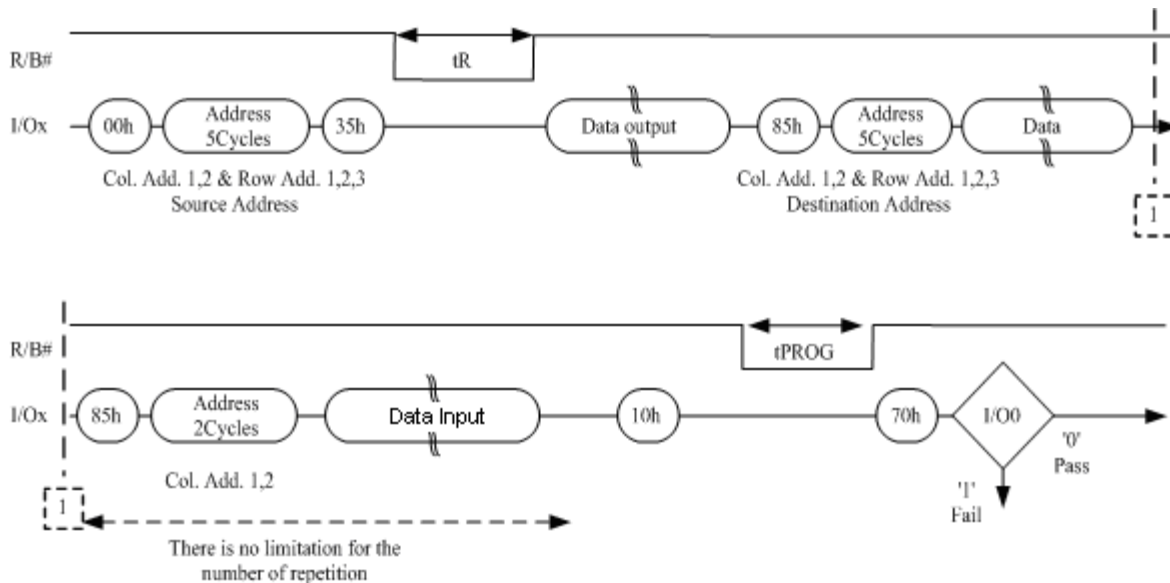 R/B#
tR
I/Ox
00h
Address
5Cycles
35h
Data output
85h
Address
5Cycles
Data
Col. Add. 1,2 & Row Add. 1,2,3
Source Address
Col. Add. 1,2 & Row Add. 1,2,3
Destination Address
1
R/B#
tPROG
I/Ox
85h
Address
2Cycles
Data Input
10h
70h
I/O0
'0'
Pass
Col. Add. 1,2
1
'1'
Fail
There is no limitation for the
number of repetition